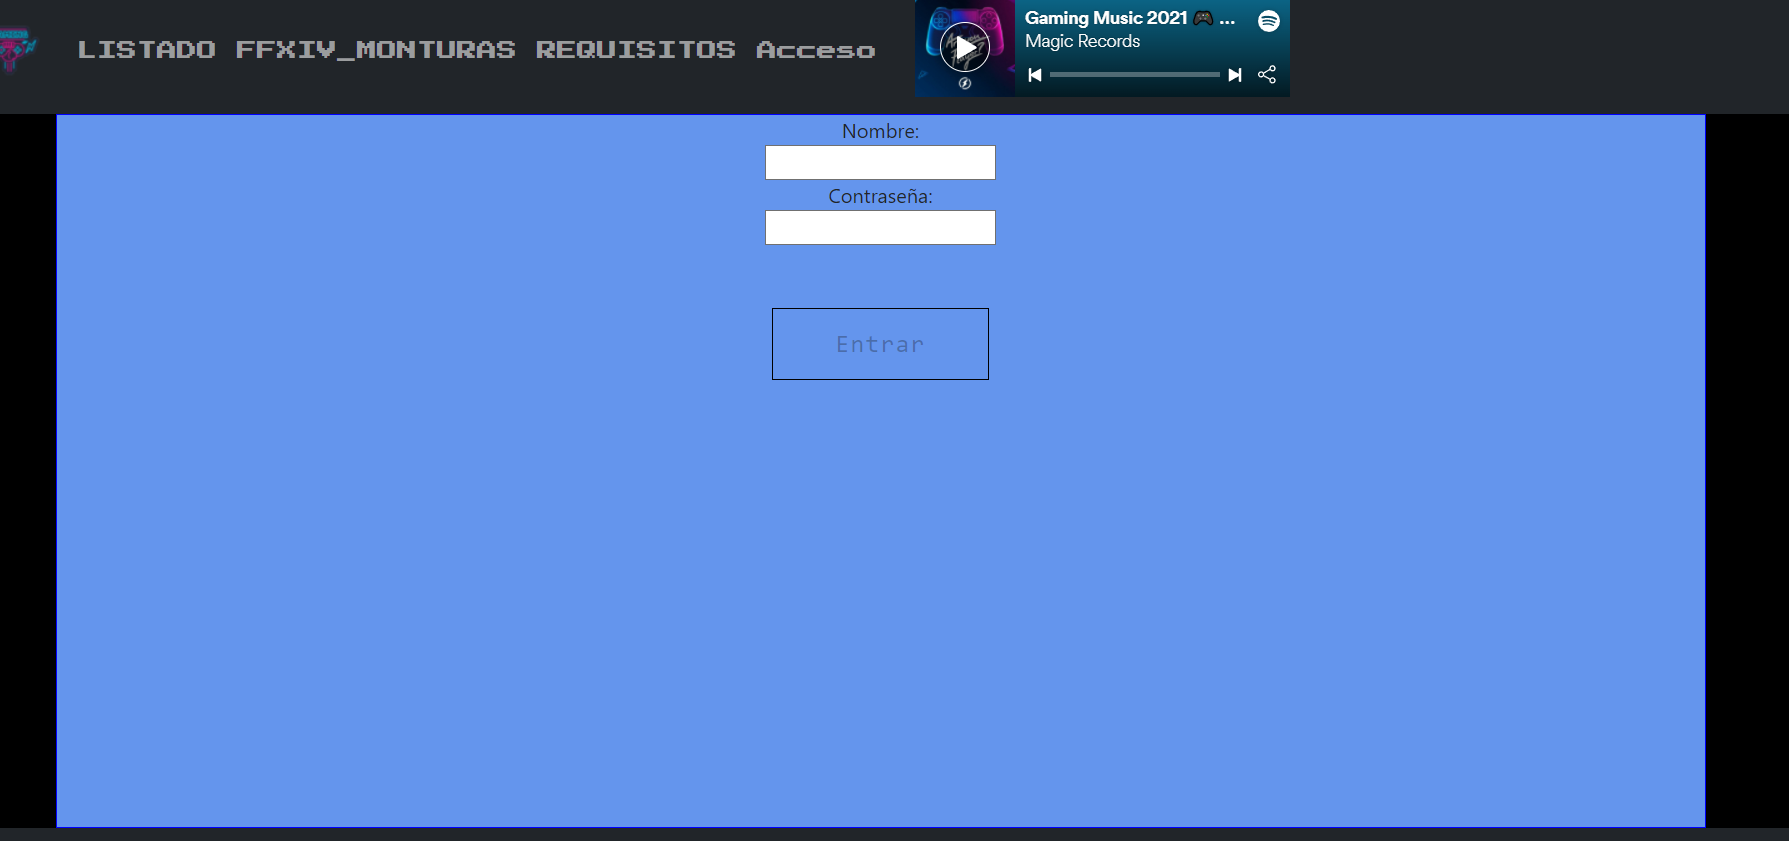 LISTADO FFXIV_MONTURAS REQUISITOS Acceso
Gaming Music 2021 🎮 ...
Magic Records
Nombre:
Contraseña:
Entrar